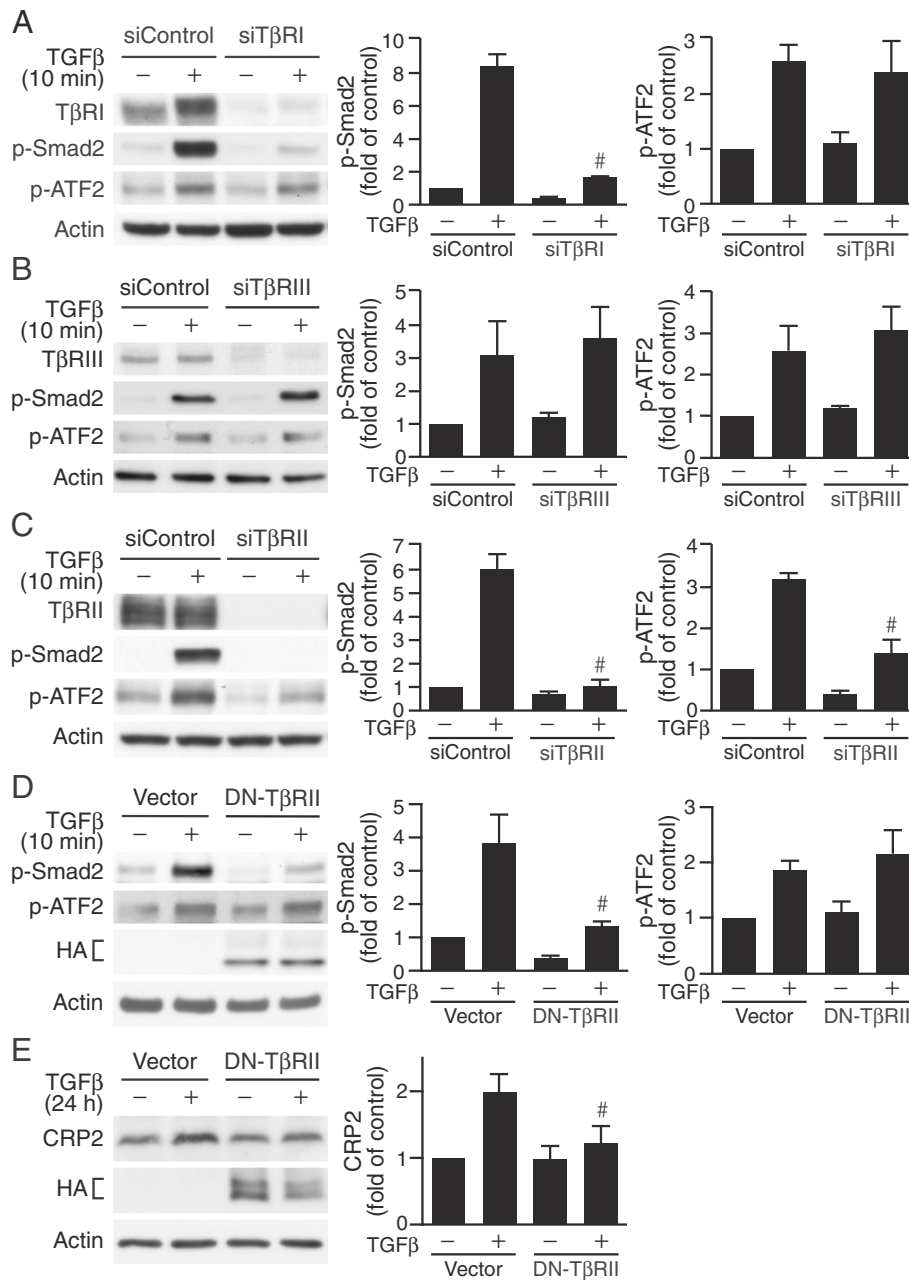 A
siControl siTβRI
TGFβ
(10 min) – + – +
TβRI
p-Smad2
p-ATF2
Actin
p-Smad2
(fold of control)
10
8
6
4
2
0
#
TGFβ – + – +
siControl siTβRI
p-ATF2
(fold of control)
3
2
1
0
TGFβ – + – +
siControl siTβRI
B
siControl siTβRIII
TGFβ
(10 min) – + – +
TβRIII
p-Smad2
p-ATF2
Actin
p-Smad2
(fold of control)
5
4
3
2
1
0
TGFβ – + – +
siControl siTβRIII
p-ATF2
(fold of control)
4
3
2
1
0
TGFβ – + – +
siControl siTβRIII
C
siControl siTβRII
TGFβ
(10 min) – + – +
TβRII
p-Smad2
p-ATF2
Actin
p-Smad2
(fold of control)
7
6
5
4
3
2
1
0
#
TGFβ – + – +
siControl siTβRII
p-ATF2
(fold of control)
4
3
2
1
0
#
TGFβ – + – +
siControl siTβRII
D
Vector DN-TβRII
TGFβ
(10 min) – + – +
p-Smad2
p-ATF2
HA [
Actin
p-Smad2
(fold of control)
5
4
3
2
1
0
#
TGFβ – + – +
Vector DN-TβRII
p-ATF2
(fold of control)
3
2
1
0
TGFβ – + – +
Vector DN-TβRII
E
Vector DN-TβRII
TGFβ
(24 h) – + – +
CRP2
HA [
Actin
CRP2
(fold of control)
2
1
0
#
TGFβ – + – +
Vector DN-TβRII